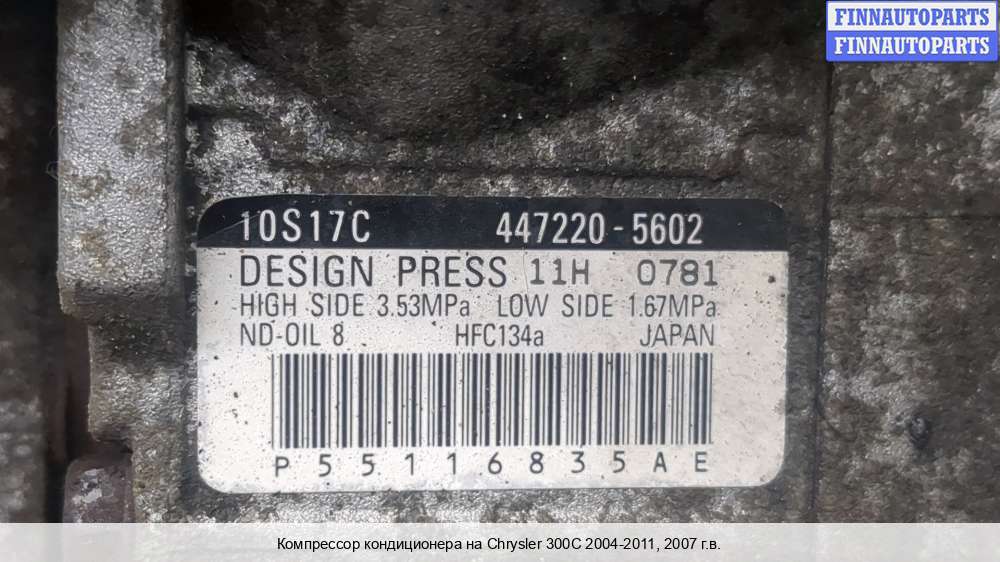 FINNAUTOPARTS
FINNAUTOPARTS
10S17C 447220-5602
DESIGN PRESS 11H 0781
HIGH SIDE 3.53MPa LOW SIDE 1.67MPa
ND-OIL 8 HFC134a JAPAN
P55116835AE
Компрессор кондиционера на Chrysler 300C 2004-2011, 2007 г.в.